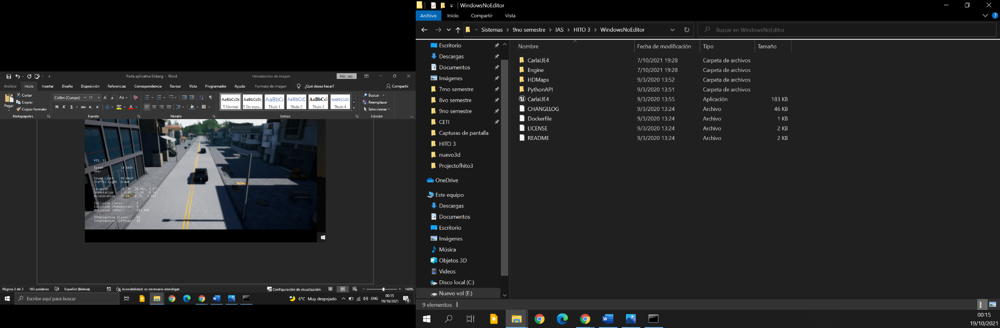 Parte aplicativa Elsberg - Word
Herramientas de imagen
Inic. ses.
Archivo Inicio Insertar Diseño Disposición Referencias Correspondencia Revisar Vista Programador Ayuda Formato de imagen ¿Qué desea hacer? Compartir
Pegar
Cortar
Copiar
Copiar formato
Portapapeles
Calibri (Cuerpo) 11
N K S abc x, x'
Fuente
Párrafo
AaBbCcDc AaBbCcDc AaBbC AaBbCcE AaBbCcI AaBbCcDc
¶ Normal ¶ Sin espa... Título 1 Título 2 Título 3 Título 4
Estilos
Buscar
Reemplazar
Seleccionar
Edición
FPS: 11
Speed: 14 km/h
Gear: 1
Speed Limit: 90 km/h
Traffic Light: Green
Location: (9,141, 28,961, 3,811)
Orientation: (-0.00, -1.00, -0.00)
Acceleration: (0.06, 13.73, -0.85)
Collision (Cars) 0
Collision (Pedestrian) 0
Collision (Other) 393,478
Intersection (Lane) 5%
Intersection (OffRoad) 0%
Página 2 de 3 183 palabras Español (Bolivia) Accesibilidad: es necesario investigar Configuración de visualización 140%
Escribe aquí para buscar
6°C Muy despejado ENG
00:15
19/10/2021
4
WindowsNoEditor
Archivo Inicio Compartir Vista
« Sistemas > 9no semestre > IAS > HITO 3 > WindowsNoEditor
Buscar en WindowsNoEditor
Escritorio
Descargas
Documentos
Imágenes
7mo semestre
8vo semestre
9no semestre
CETI
Capturas de pantalla
HITO 3
nuevo3d
Projectofhito3
OneDrive
Este equipo
Descargas
Documentos
Escritorio
Imágenes
Música
Objetos 3D
Videos
Disco local (C:)
Nuevo vol (E:)
Nombre Fecha de modificación Tipo Tamaño
CarlaUE4 7/10/2021 19:28 Carpeta de archivos
Engine 7/10/2021 19:28 Carpeta de archivos
HDMaps 9/3/2020 13:52 Carpeta de archivos
PythonAPI 9/3/2020 13:51 Carpeta de archivos
CarlaUE4 9/3/2020 13:55 Aplicación 183 KB
CHANGELOG 9/3/2020 13:24 Archivo 46 KB
Dockerfile 9/3/2020 13:24 Archivo 1 KB
LICENSE 9/3/2020 13:24 Archivo 2 KB
README 9/3/2020 13:24 Archivo 2 KB
9 elementos
00:15
19/10/2021